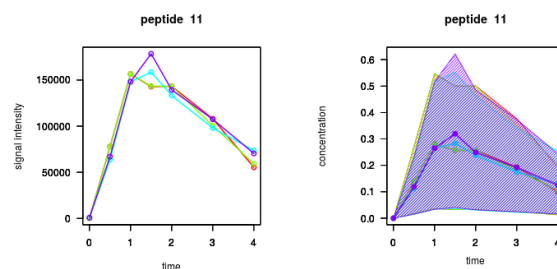 peptide 11
signal intensity
150000
100000
50000
0
0 1 2 3 4
time
peptide 11
concentration
0.6
0.5
0.4
0.3
0.2
0.1
0.0
0 1 2 3 4
time